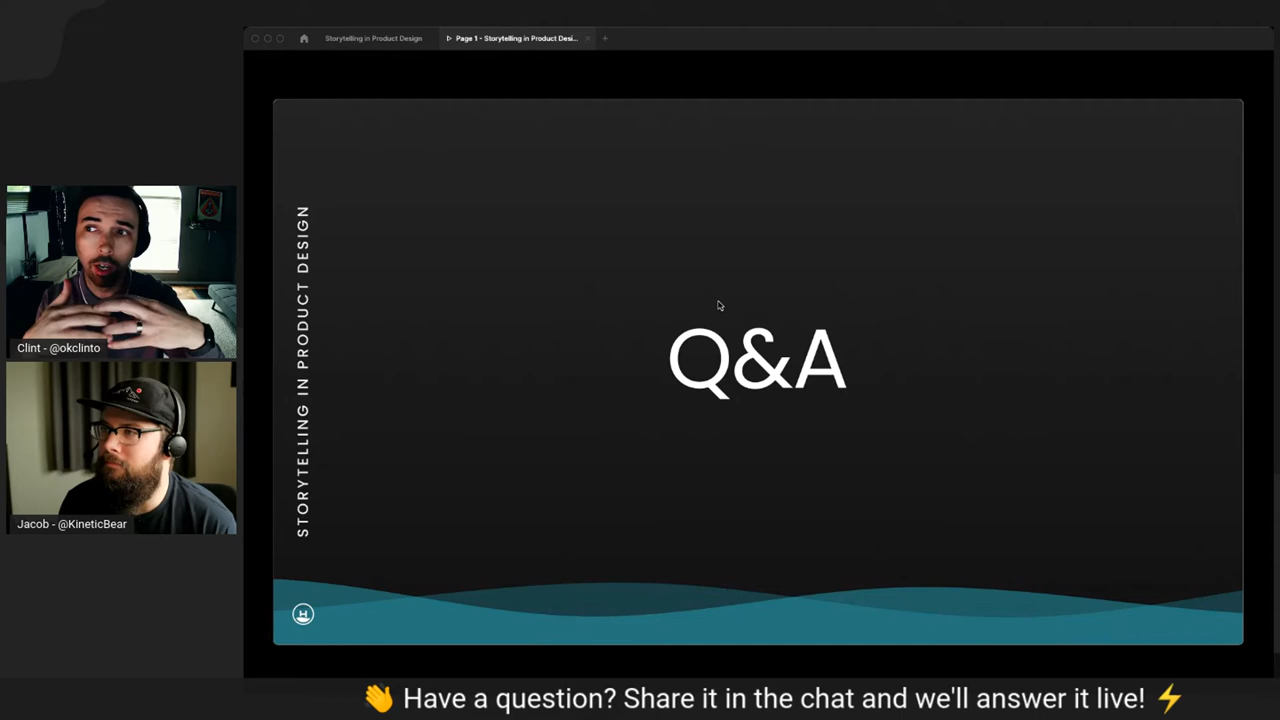 Storytelling in Product Design
Page 1 - Storytelling in Product Desi...
STORYTELLING IN PRODUCT DESIGN
Q&A
Clint - @okclinto
Jacob - @KineticBear
H
👋 Have a question? Share it in the chat and we'll answer it live! ⚡